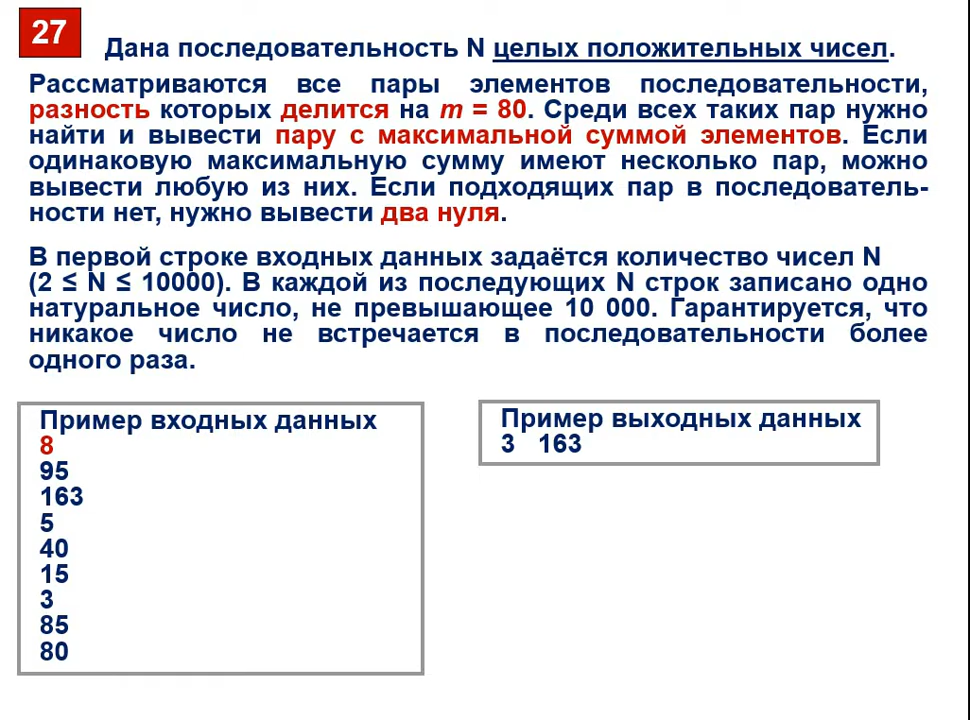 27
Дана последовательность N целых положительных чисел.
Рассматриваются все пары элементов последовательности,
разность которых делится на m = 80. Среди всех таких пар нужно
найти и вывести пару с максимальной суммой элементов. Если
одинаковую максимальную сумму имеют несколько пар, можно
вывести любую из них. Если подходящих пар в последователь-
ности нет, нужно вывести два нуля.
В первой строке входных данных задаётся количество чисел N
(2 ≤ N ≤ 10000). В каждой из последующих N строк записано одно
натуральное число, не превышающее 10 000. Гарантируется, что
никакое число не встречается в последовательности более
одного раза.
Пример входных данных
8
95
163
5
40
15
3
85
80
Пример выходных данных
3 163